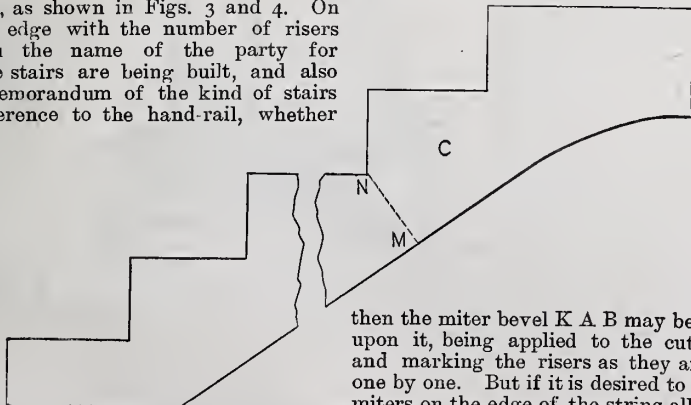 , as shown in Figs. 3 and 4. On
edge with the number of risers
the name of the party for
stairs are being built, and also
emorandum of the kind of stairs
erence to the hand-rail, whether
C
N
M
then the miter bevel K A B may be
upon it, being applied to the cut
and marking the risers as they a
one by one. But if it is desired to
miters on the edge of the string all